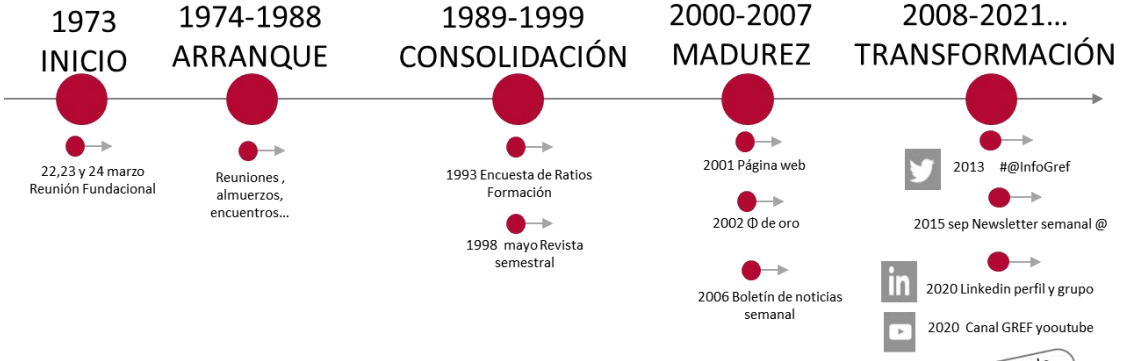 1973
INICIO
22,23 y 24 marzo
Reunión Fundacional
1974-1988
ARRANQUE
Reuniones ,
almuerzos,
encuentros...
1989-1999
CONSOLIDACIÓN
1993 Encuesta de Ratios
Formación
1998 mayo Revista
semestral
2000-2007
MADUREZ
2001 Página web
2002 Φ de oro
2006 Boletín de noticias
semanal
2008-2021...
TRANSFORMACIÓN
2013 #@InfoGref
2015 sep Newsletter semanal @
in
2020 Linkedin perfil y grupo
2020 Canal GREF yooutube